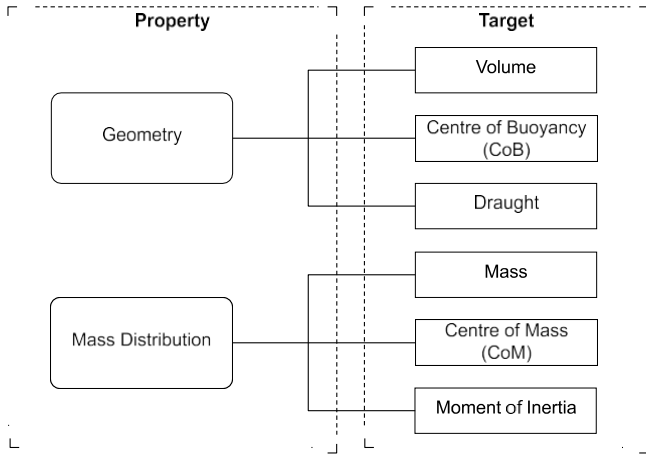 Property
Target
Geometry
Volume
Centre of Buoyancy
(CoB)
Draught
Mass Distribution
Mass
Centre of Mass
(CoM)
Moment of Inertia